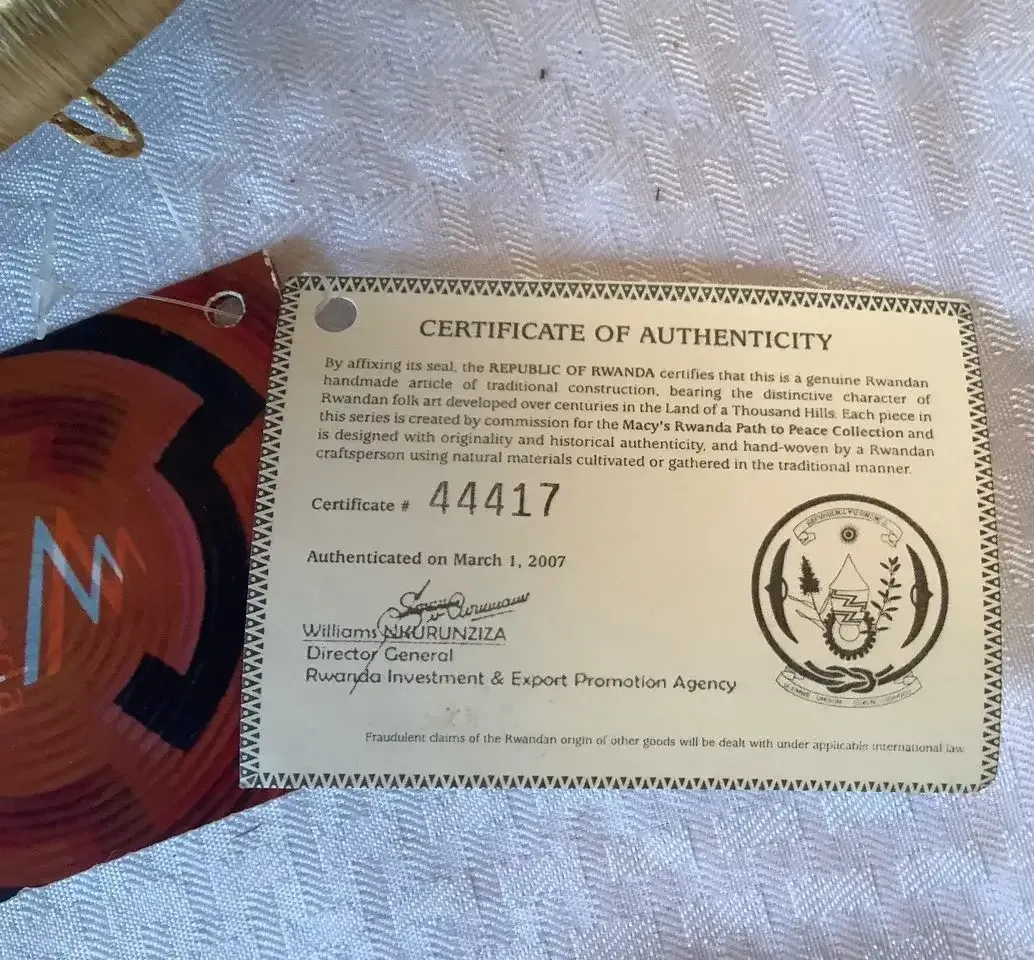 CERTIFICATE OF AUTHENTICITY
By affixing its seal, the REPUBLIC OF RWANDA certifies that this is a genuine Rwandan
handmade article of traditional construction, bearing the distinctive character of
Rwandan folk art developed over centuries in the Land of a Thousand Hills. Each piece in
this series is created by commission for the Macy's Rwanda Path to Peace Collection and
is designed with originality and historical authenticity, and hand-woven by a Rwandan
craftsperson using natural materials cultivated or gathered in the traditional manner.
Certificate # 44417
Authenticated on March 1, 2007
Williams NKURUNZIZA
Director General
Rwanda Investment & Export Promotion Agency
Fraudulent claims of the Rwandan origin of other goods will be dealt with under applicable international law